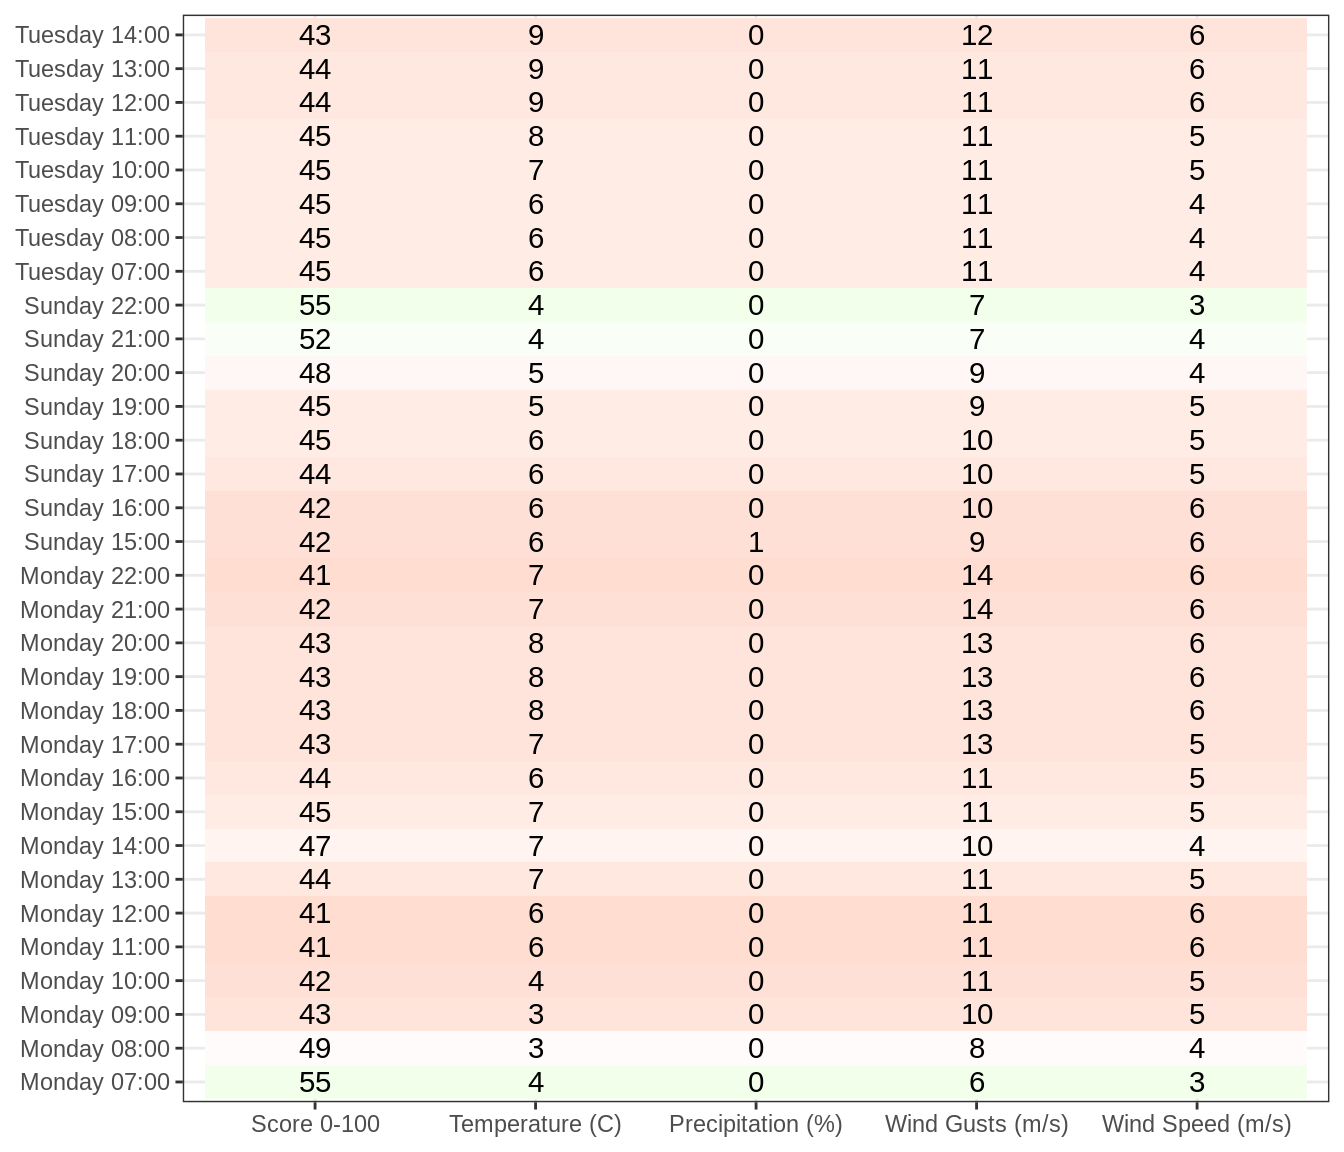 Tuesday 14:00 43 9 0 12 6
Tuesday 13:00 44 9 0 11 6
Tuesday 12:00 44 9 0 11 6
Tuesday 11:00 45 8 0 11 5
Tuesday 10:00 45 7 0 11 5
Tuesday 09:00 45 6 0 11 4
Tuesday 08:00 45 6 0 11 4
Tuesday 07:00 45 6 0 11 4
Sunday 22:00 55 4 0 7 3
Sunday 21:00 52 4 0 7 4
Sunday 20:00 48 5 0 9 4
Sunday 19:00 45 5 0 9 5
Sunday 18:00 45 6 0 10 5
Sunday 17:00 44 6 0 10 5
Sunday 16:00 42 6 0 10 6
Sunday 15:00 42 6 1 9 6
Monday 22:00 41 7 0 14 6
Monday 21:00 42 7 0 14 6
Monday 20:00 43 8 0 13 6
Monday 19:00 43 8 0 13 6
Monday 18:00 43 8 0 13 6
Monday 17:00 43 7 0 13 5
Monday 16:00 44 6 0 11 5
Monday 15:00 45 7 0 11 5
Monday 14:00 47 7 0 10 4
Monday 13:00 44 7 0 11 5
Monday 12:00 41 6 0 11 6
Monday 11:00 41 6 0 11 6
Monday 10:00 42 4 0 11 5
Monday 09:00 43 3 0 10 5
Monday 08:00 49 3 0 8 4
Monday 07:00 55 4 0 6 3
Score 0-100 Temperature (C) Precipitation (%) Wind Gusts (m/s) Wind Speed (m/s)